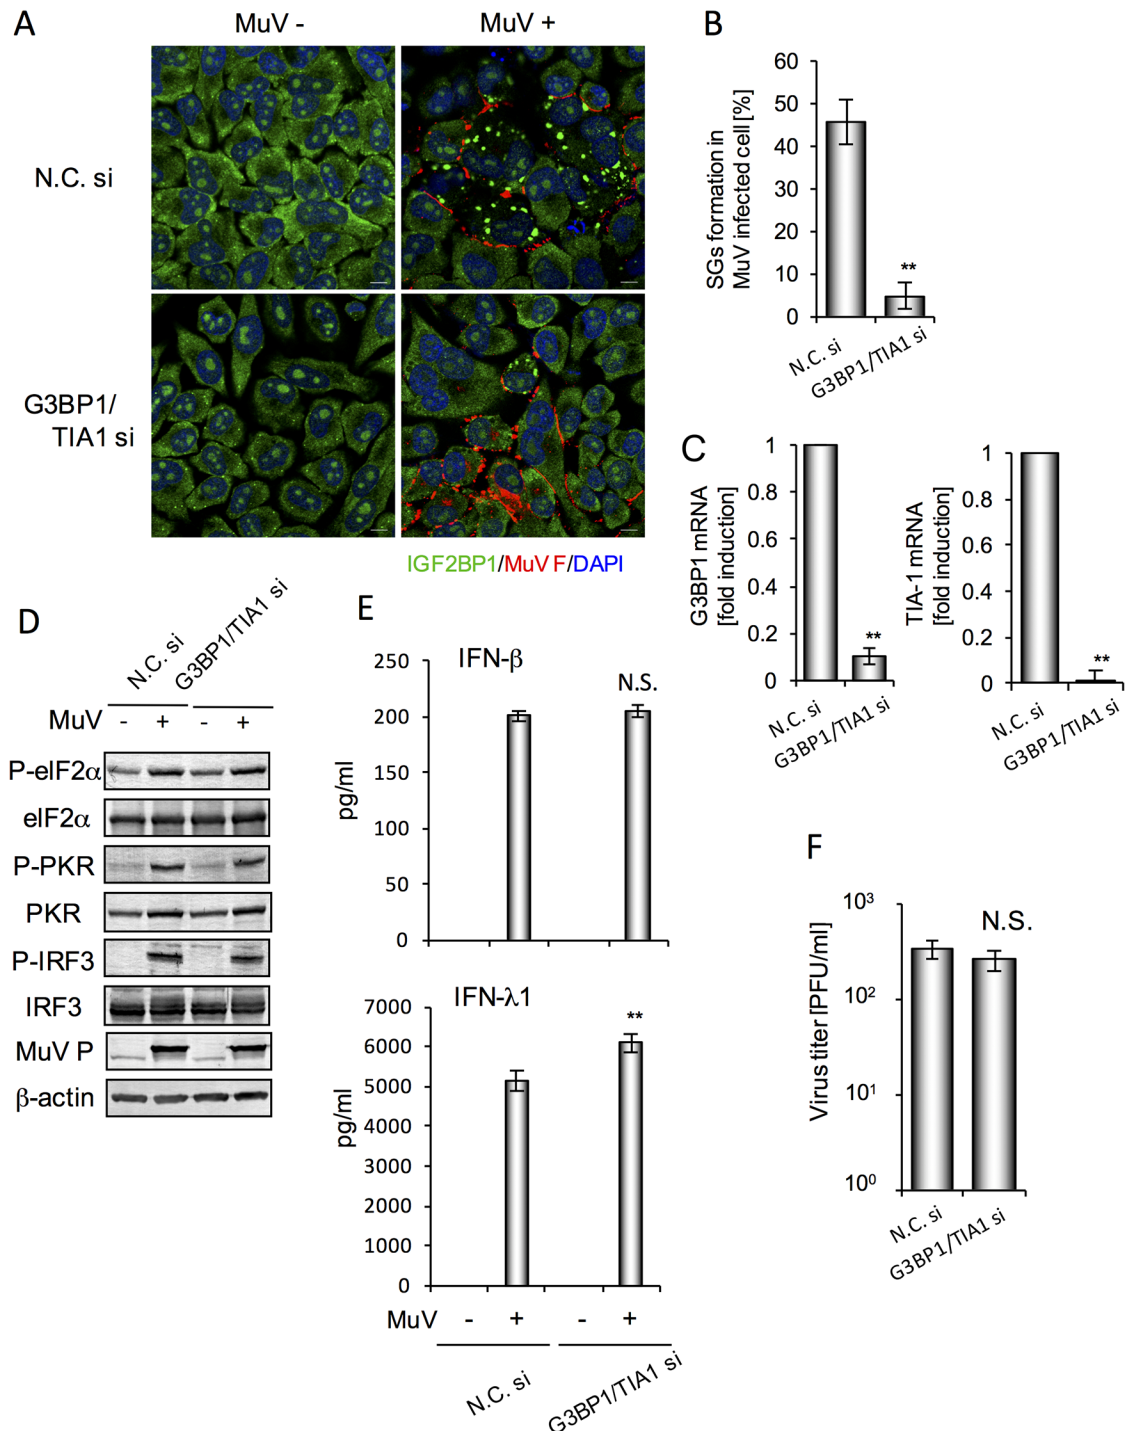 A
MuV -
MuV +
N.C. si
G3BP1/
TIA1 si
IGF2BP1/MuV F/DAPI
B
SGs formation in
MuV infected cell [%]
60
50
40
30
20
10
0
**
N.C. si
G3BP1/TIA1 si
C
G3BP1 mRNA
[fold induction]
1
0.8
0.6
0.4
0.2
0
**
N.C. si
G3BP1/TIA1 si
TIA-1 mRNA
[fold induction]
1
0.8
0.6
0.4
0.2
0
**
N.C. si
G3BP1/TIA1 si
D
N.C. si
G3BP1/TIA1 si
MuV - + - +
P-eIF2α
eIF2α
P-PKR
PKR
P-IRF3
IRF3
MuV P
β-actin
E
IFN-β
pg/ml
250
200
150
100
50
0
N.S.
IFN-λ1
pg/ml
7000
6000
5000
4000
3000
2000
1000
0
**
MuV - + - +
N.C. si
G3BP1/TIA1 si
F
Virus titer [PFU/ml]
10³
10²
10¹
10⁰
N.S.
N.C. si
G3BP1/TIA1 si